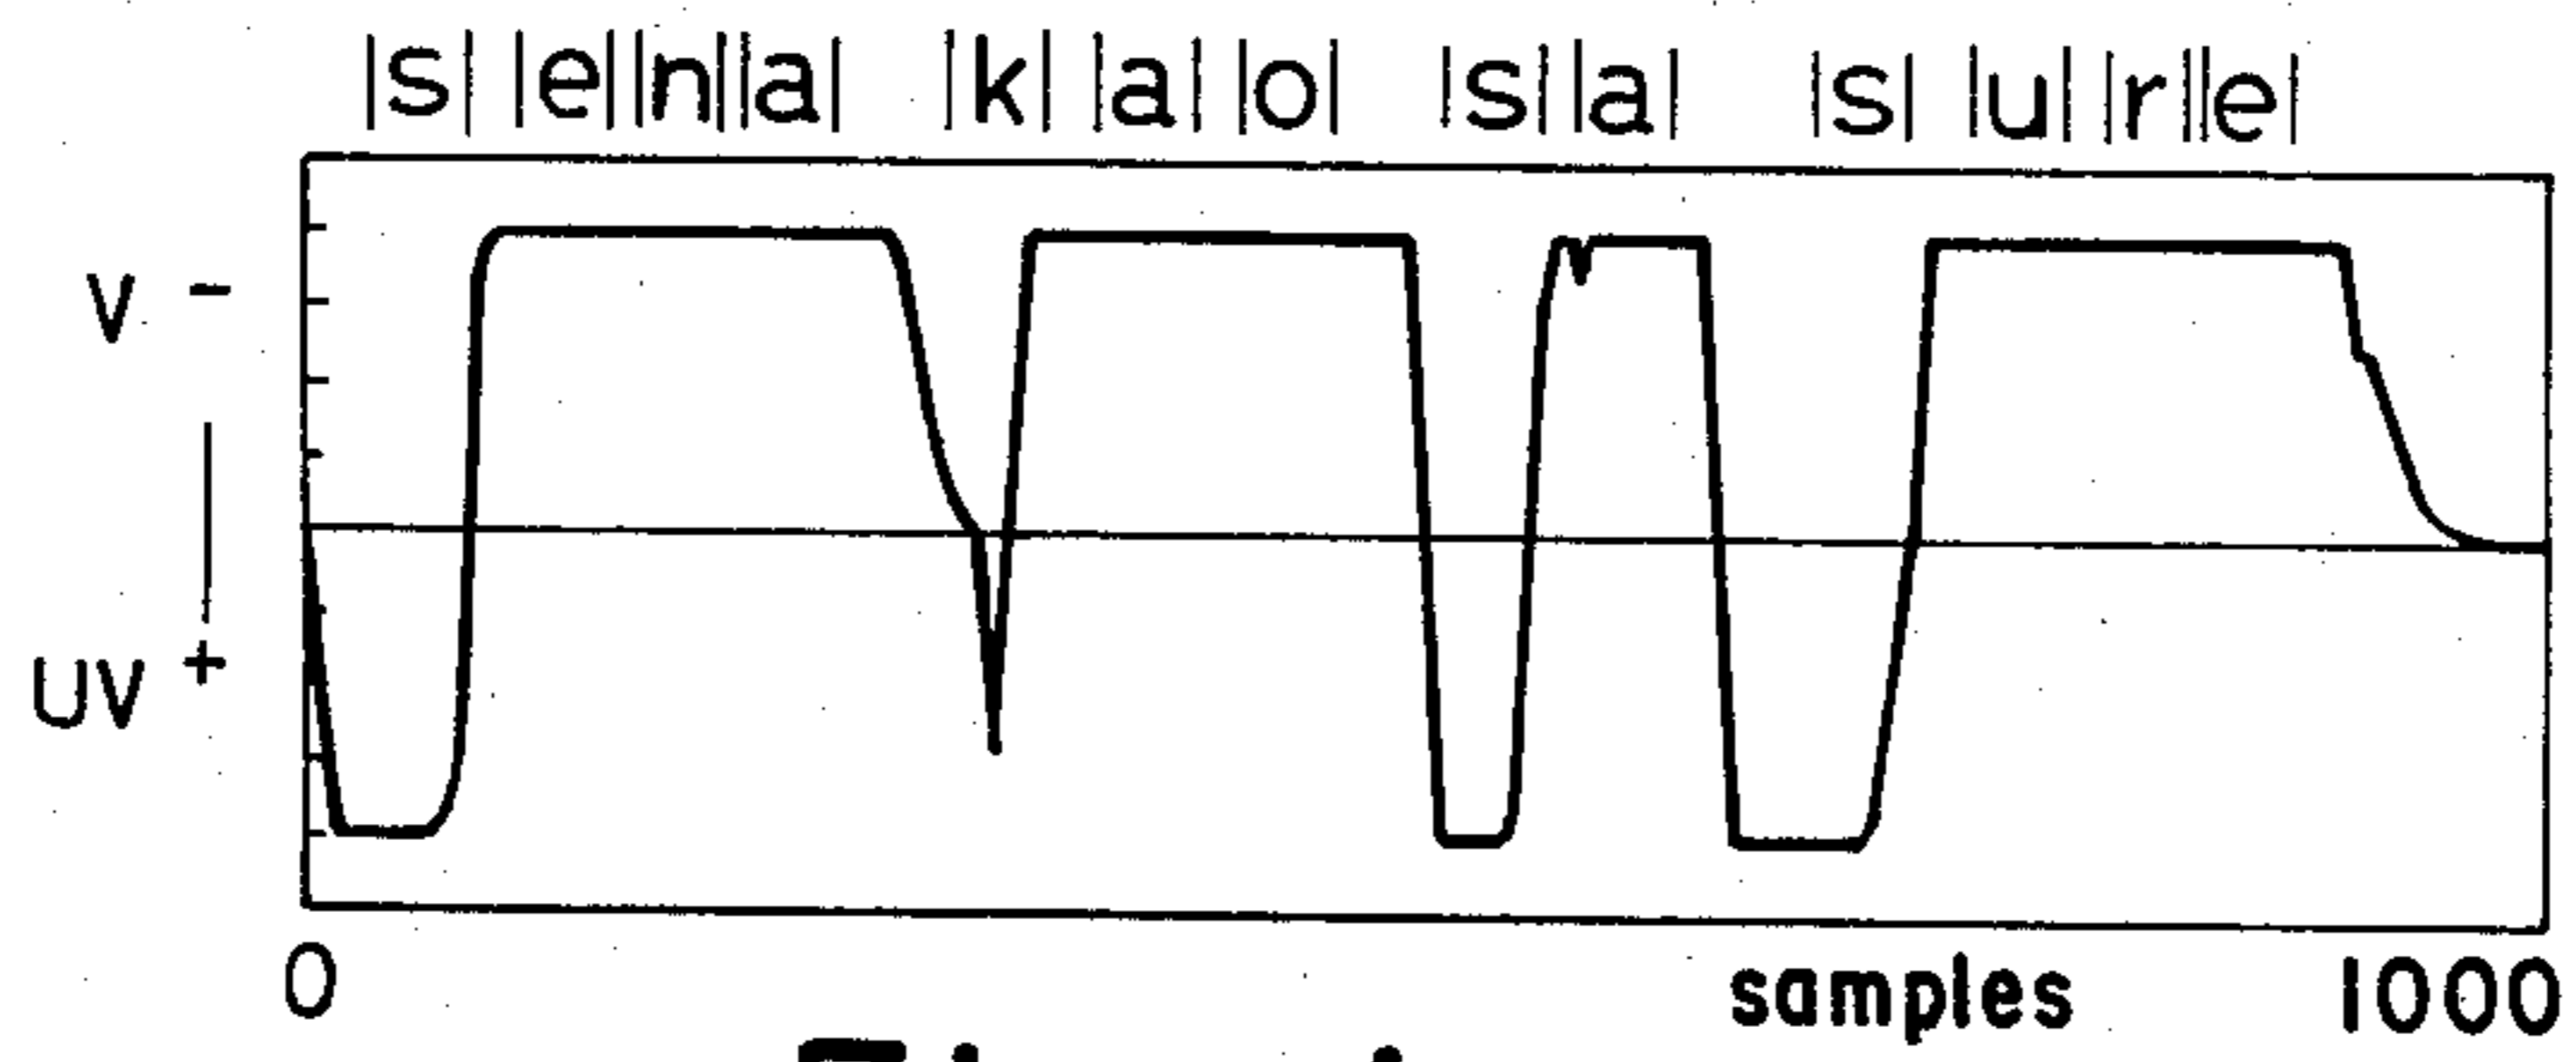 |s| |e| |n| |a| |k| |a| |o| |s| |a| |s| |u| |r| |e|
V -
UV +
0 samples 1000